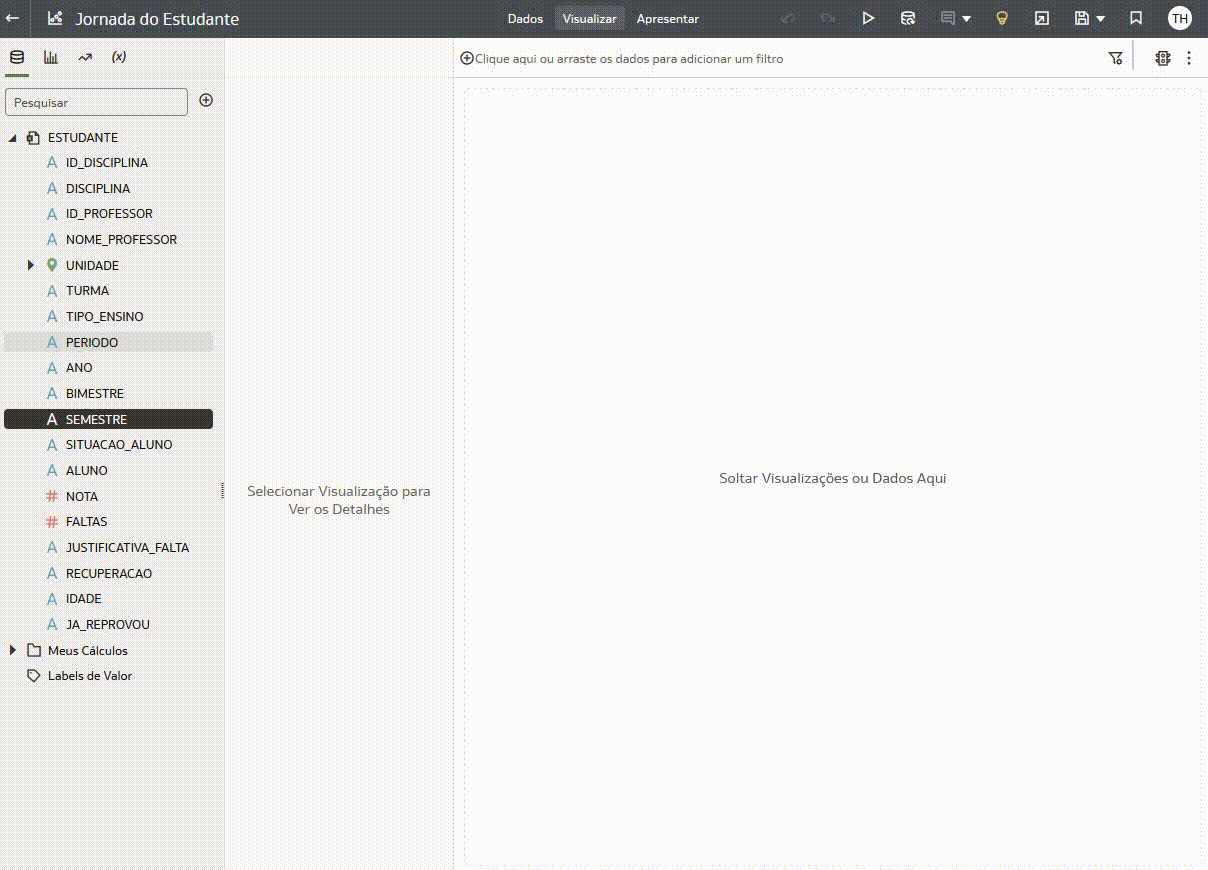 Jornada do Estudante
Dados Visualizar Apresentar
TH
(x)
Pesquisar
ESTUDANTE
A ID_DISCIPLINA
A DISCIPLINA
A ID_PROFESSOR
A NOME_PROFESSOR
UNIDADE
A TURMA
A TIPO_ENSINO
A PERIODO
A ANO
A BIMESTRE
A SEMESTRE
A SITUACAO_ALUNO
A ALUNO
# NOTA
# FALTAS
A JUSTIFICATIVA_FALTA
A RECUPERACAO
A IDADE
A JA_REPROVOU
Meus Cálculos
Labels de Valor
Selecionar Visualização para
Ver os Detalhes
Clique aqui ou arraste os dados para adicionar um filtro
Soltar Visualizações ou Dados Aqui